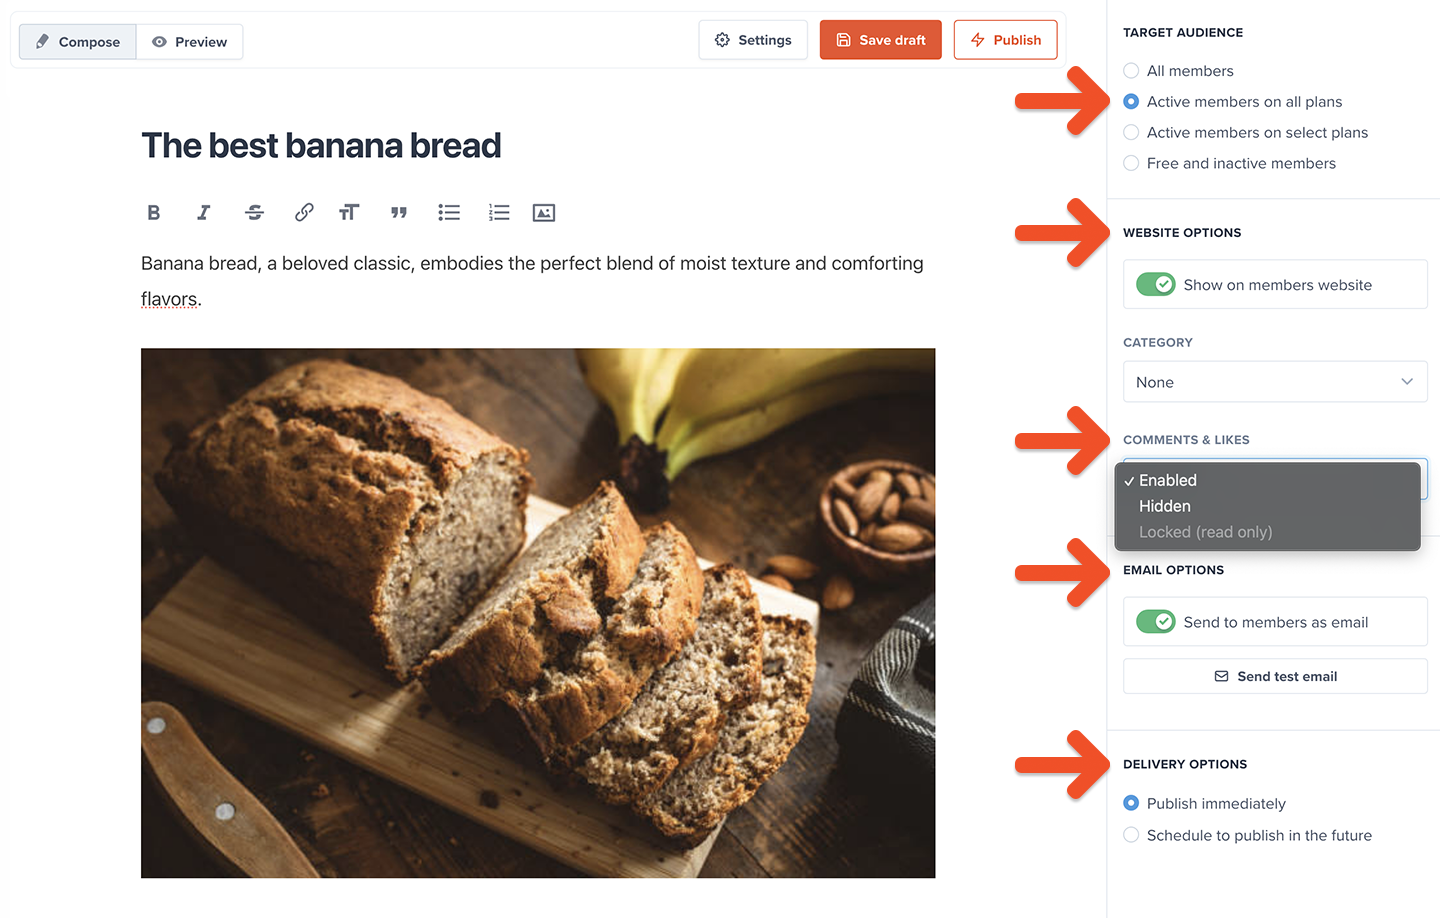 Compose
Preview
Settings
Save draft
Publish
The best banana bread
Banana bread, a beloved classic, embodies the perfect blend of moist texture and comforting
flavors.
TARGET AUDIENCE
All members
Active members on all plans
Active members on select plans
Free and inactive members
WEBSITE OPTIONS
Show on members website
CATEGORY
None
COMMENTS & LIKES
✓ Enabled
Hidden
Locked (read only)
EMAIL OPTIONS
Send to members as email
Send test email
DELIVERY OPTIONS
Publish immediately
Schedule to publish in the future